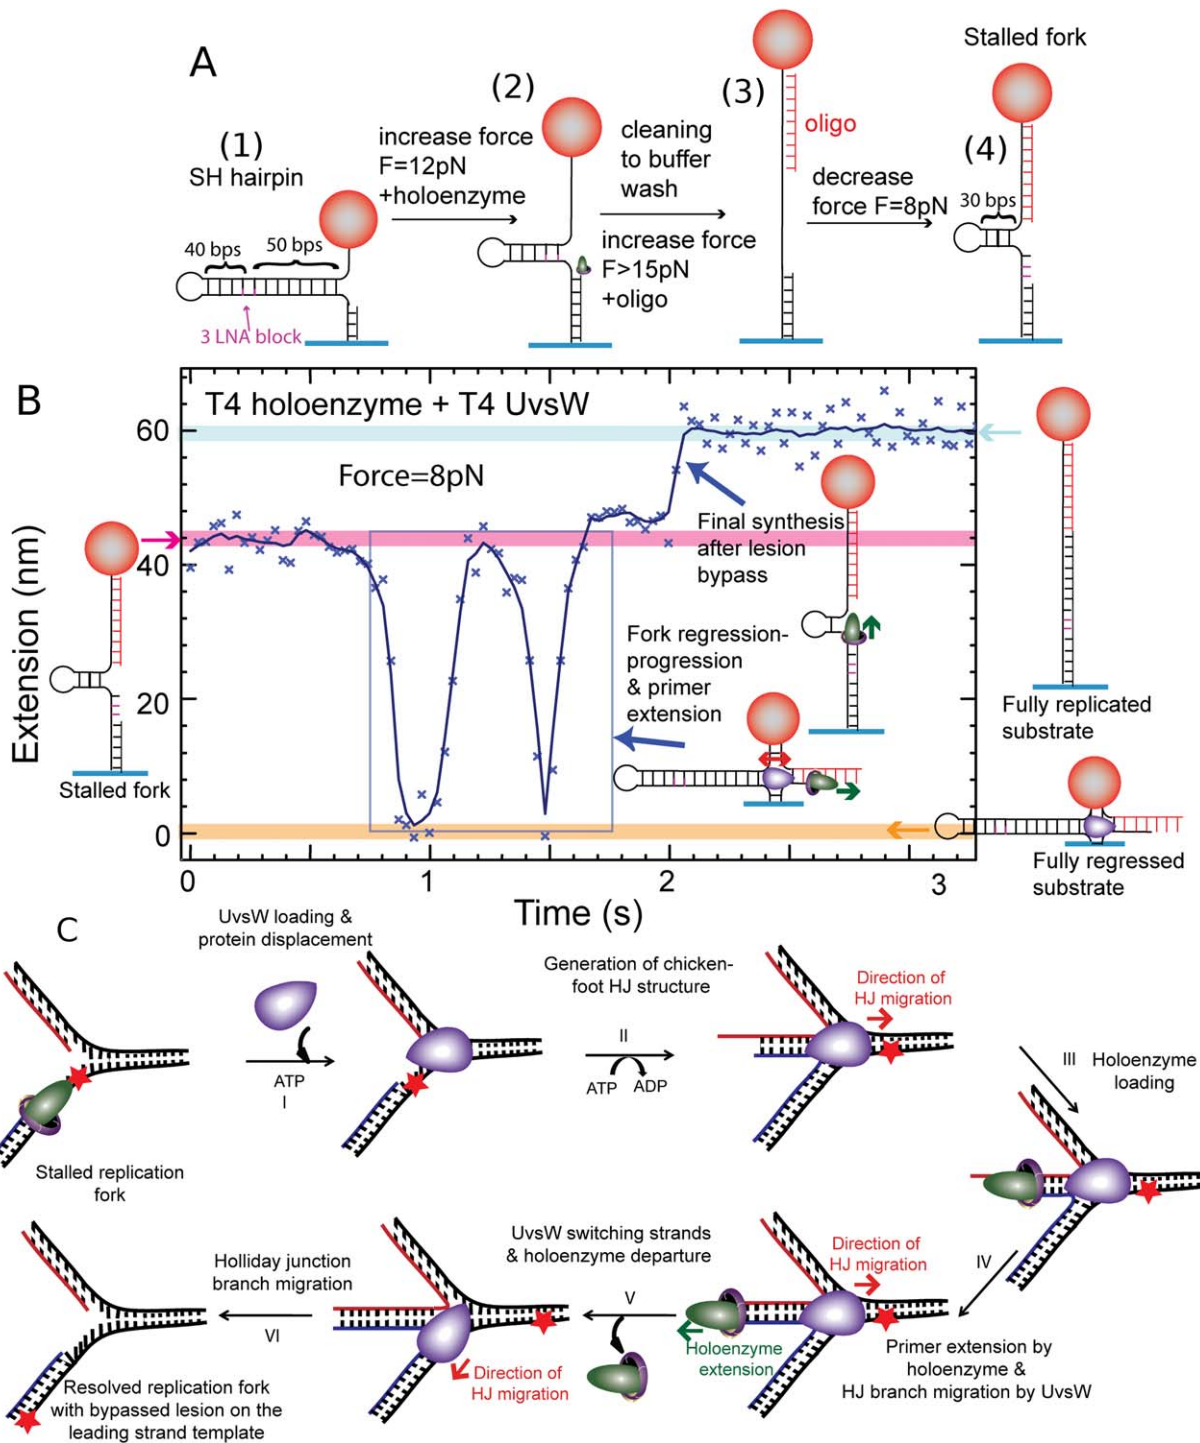 A
(1)
SH hairpin
40 bps
50 bps
3 LNA block
increase force
F=12pN
+holoenzyme
(2)
cleaning
to buffer
wash
increase force
F>15pN
+oligo
(3)
oligo
decrease
force F=8pN
Stalled fork
(4)
30 bps
B
T4 holoenzyme + T4 UvsW
Force=8pN
Extension (nm)
60
40
20
0
0
1
2
3
Time (s)
Stalled fork
Final synthesis
after lesion
bypass
Fork regression-
progression
& primer
extension
Fully replicated
substrate
Fully regressed
substrate
C
UvsW loading &
protein displacement
ATP
I
Stalled replication
fork
Generation of chicken-
foot HJ structure
II
ATP
ADP
Direction of
HJ migration
III
Holoenzyme
loading
IV
Direction of
HJ migration
Holoenzyme
extension
Primer extension by
holoenzyme &
HJ branch migration by UvsW
UvsW switching strands
& holoenzyme departure
V
Direction of
HJ migration
Holliday junction
branch migration
VI
Resolved replication fork
with bypassed lesion on the
leading strand template